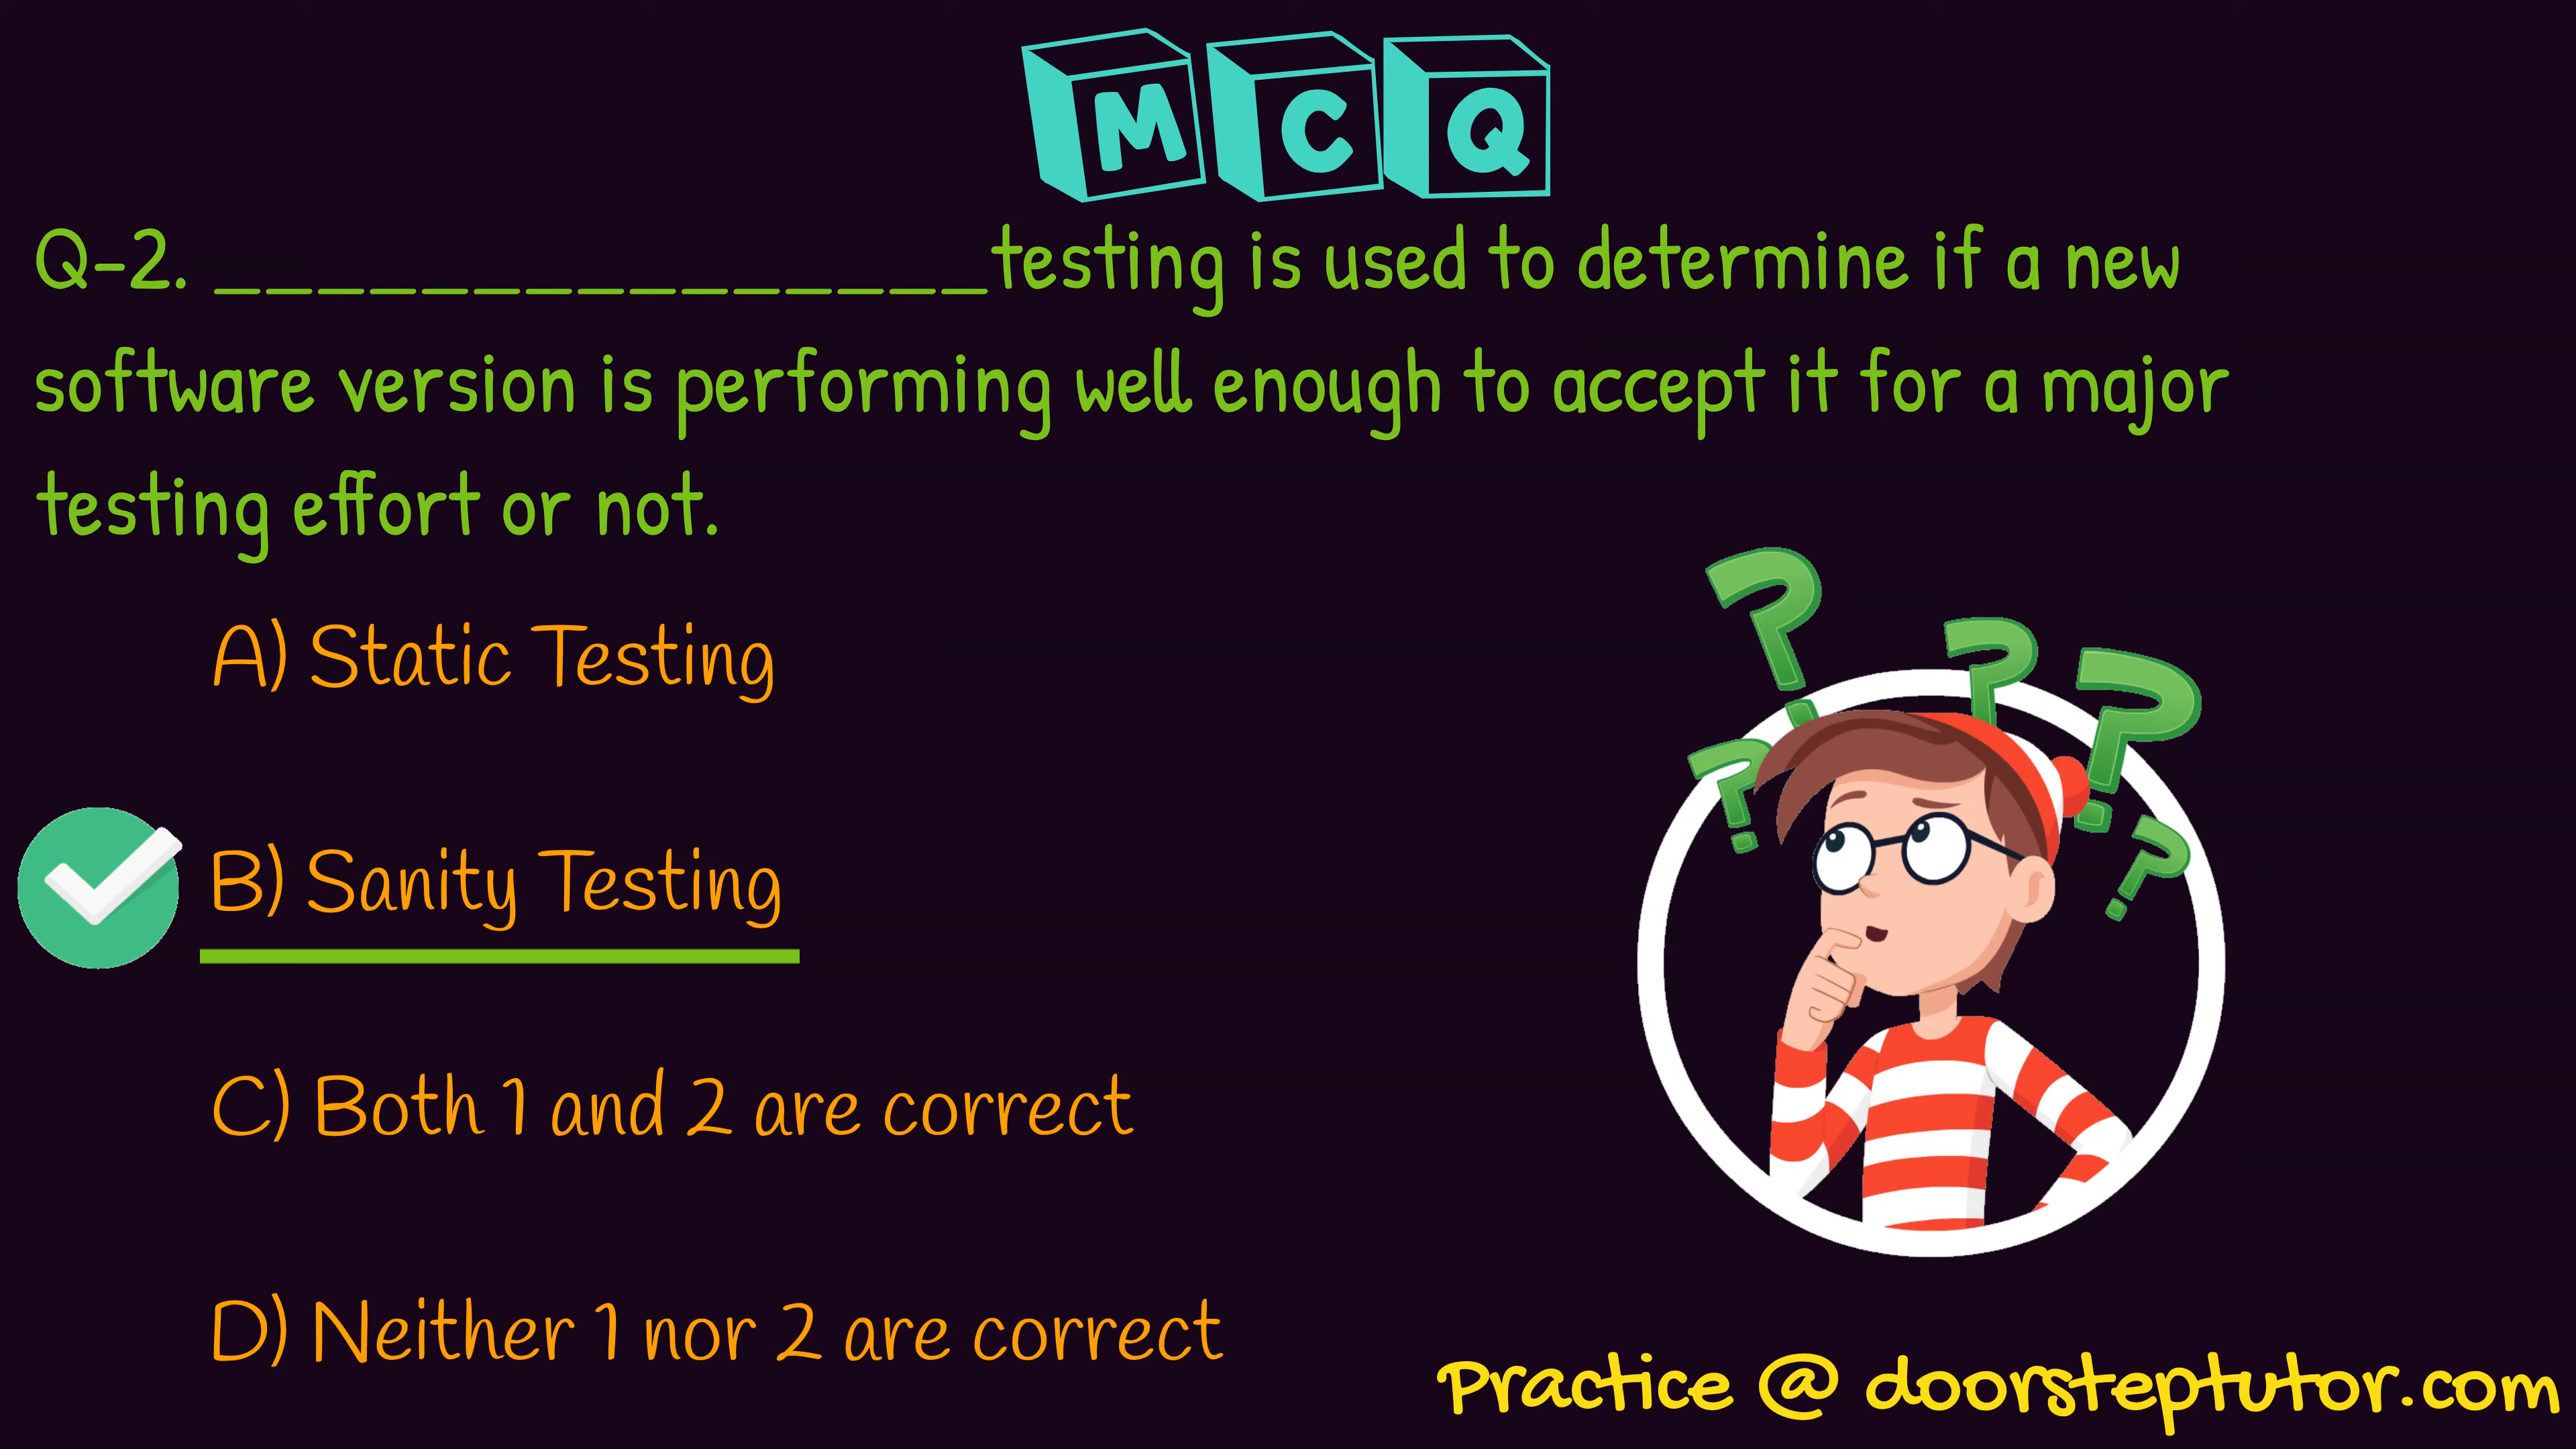 MCQ
Q-2. _______________testing is used to determine if a new
software version is performing well enough to accept it for a major
testing effort or not.
A) Static Testing
B) Sanity Testing
C) Both 1 and 2 are correct
D) Neither 1 nor 2 are correct
Practice @ doorsteptutor.com